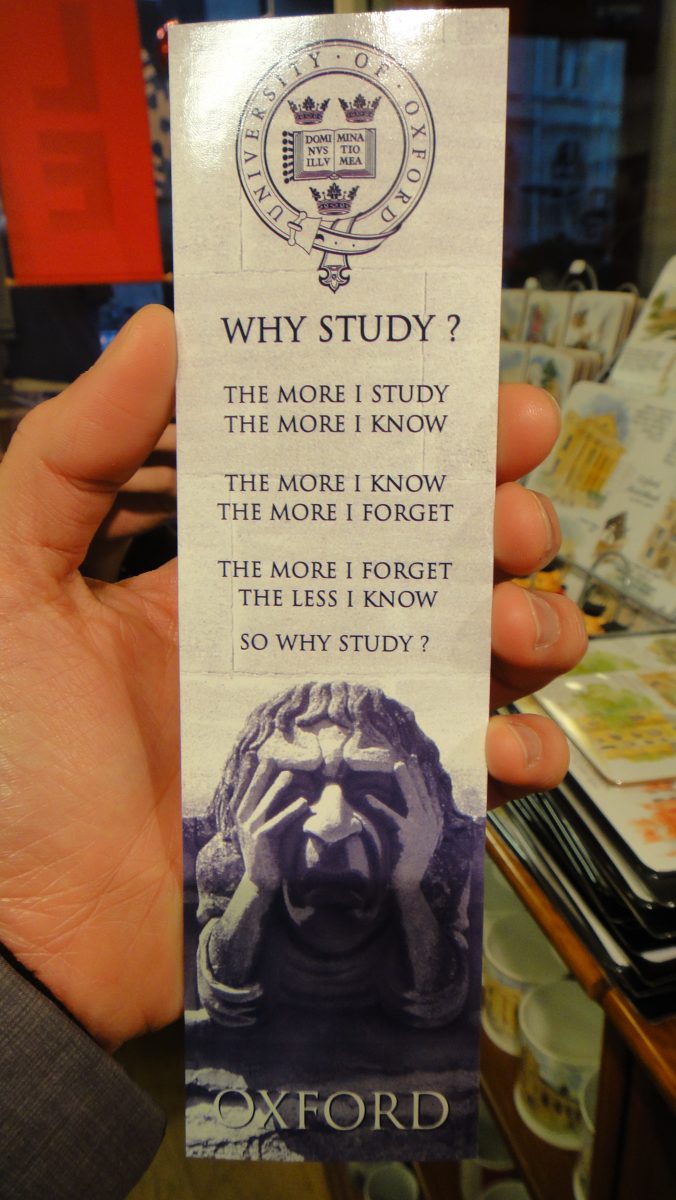 UNIVERSITY · OF · OXFORD
DOMI MINA
NVS TIO
ILLV MEA
WHY STUDY ?
THE MORE I STUDY
THE MORE I KNOW
THE MORE I KNOW
THE MORE I FORGET
THE MORE I FORGET
THE LESS I KNOW
SO WHY STUDY ?
OXFORD